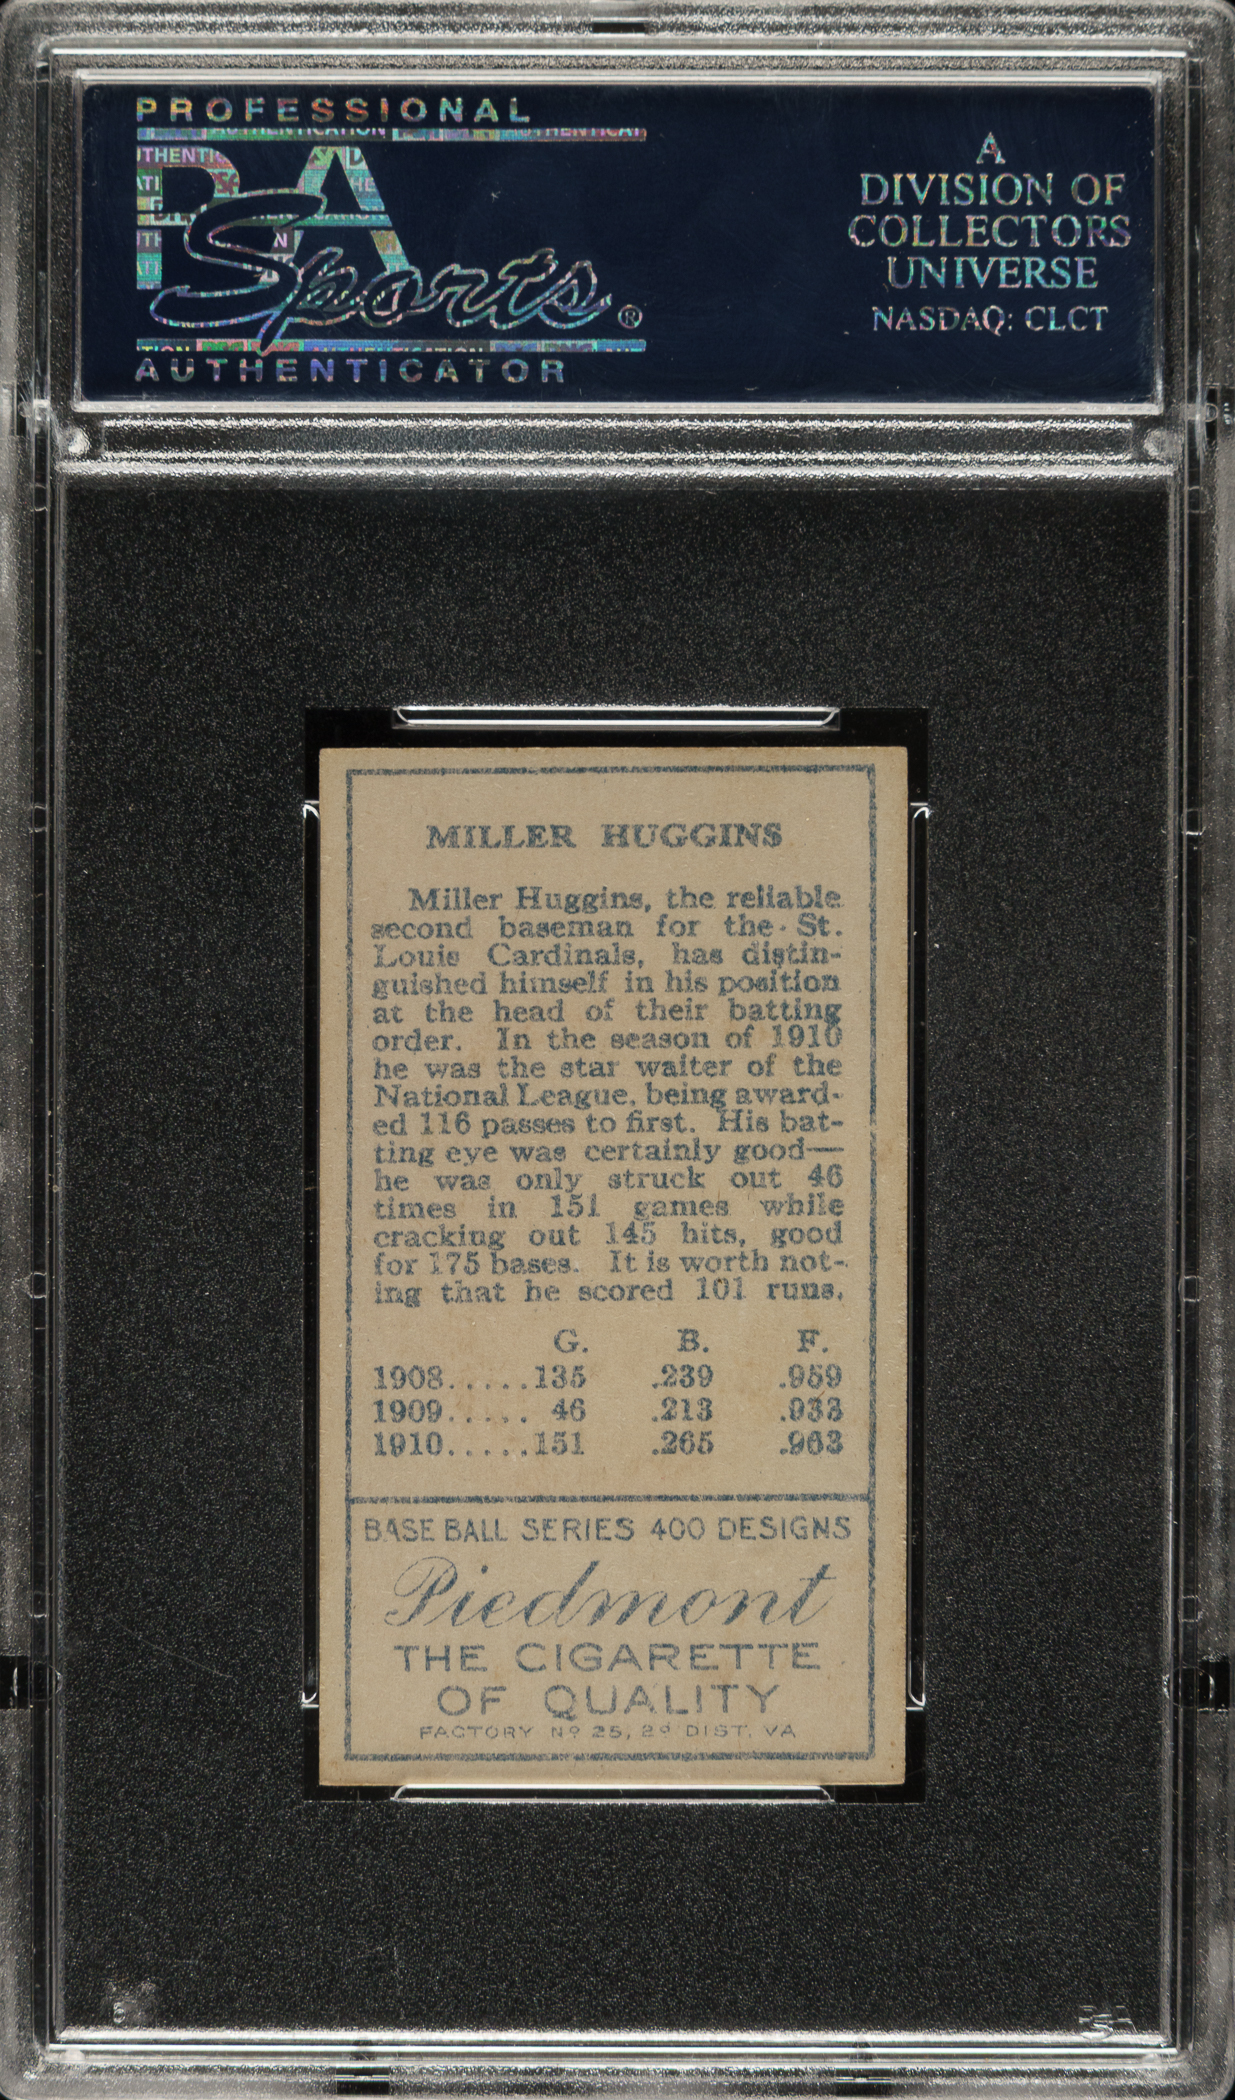 PROFESSIONAL
PSA
Sports®
AUTHENTICATOR
A
DIVISION OF
COLLECTORS
UNIVERSE
NASDAQ: CLCT
MILLER HUGGINS
Miller Huggins, the reliable
second baseman for the St.
Louis Cardinals, has distin-
guished himself in his position
at the head of their batting
order. In the season of 1910
he was the star waiter of the
National League, being award-
ed 116 passes to first. His bat-
ting eye was certainly good—
he was only struck out 46
times in 151 games while
cracking out 145 hits, good
for 175 bases. It is worth not-
ing that he scored 101 runs.
G. B. F.
1908.....135 .239 .959
1909..... 46 .213 .933
1910.....151 .265 .963
BASE BALL SERIES 400 DESIGNS
Piedmont
THE CIGARETTE
OF QUALITY
FACTORY Nº 25, 2ᵈ DIST. VA